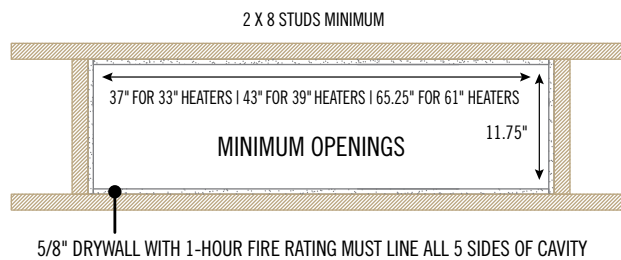 2 X 8 STUDS MINIMUM
37" FOR 33" HEATERS | 43" FOR 39" HEATERS | 65.25" FOR 61" HEATERS
11.75"
MINIMUM OPENINGS
5/8" DRYWALL WITH 1-HOUR FIRE RATING MUST LINE ALL 5 SIDES OF CAVITY